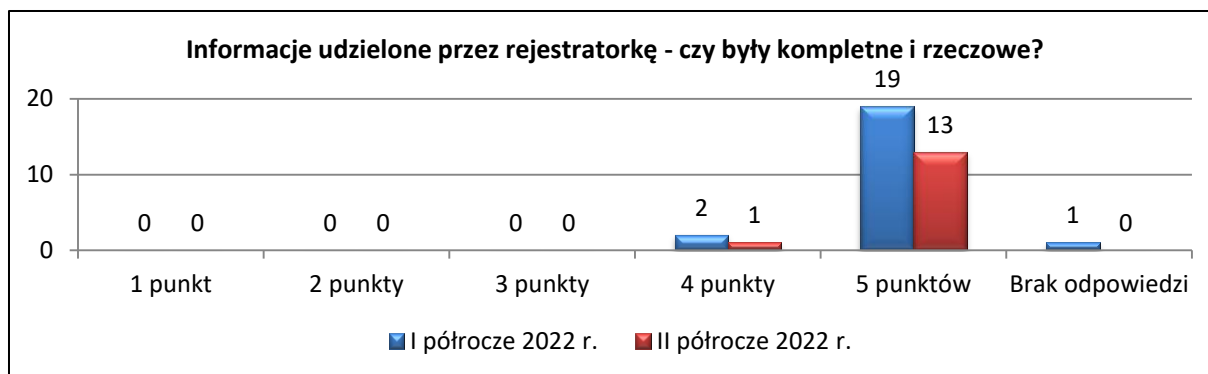 Informacje udzielone przez rejestratorkę - czy były kompletne i rzeczowe?
19
20
13
10
2
1
1
0 0 0 0 0 0 0
0
1 punkt 2 punkty 3 punkty 4 punkty 5 punktów Brak odpowiedzi
I półrocze 2022 r. II półrocze 2022 r.